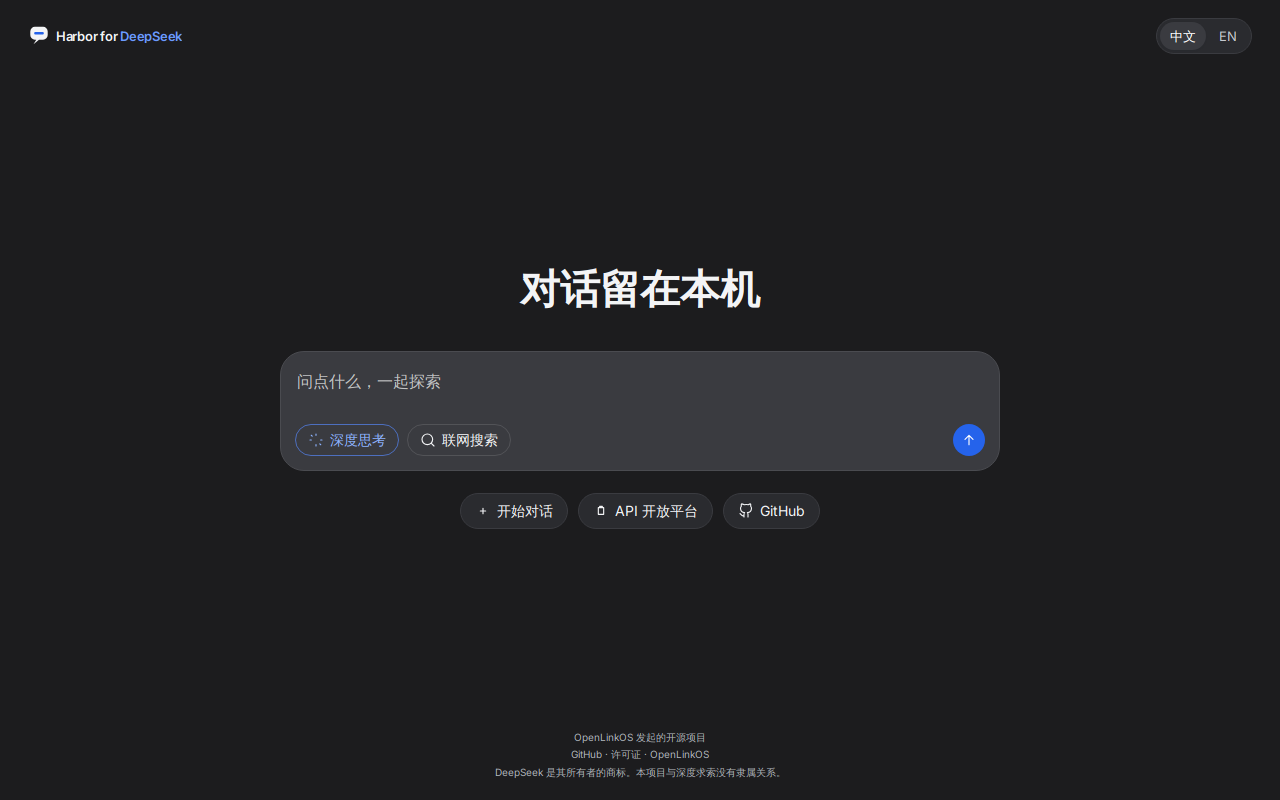 Harbor for DeepSeek
中文 EN
对话留在本机
问点什么，一起探索
深度思考 联网搜索
开始对话 API 开放平台 GitHub
OpenLinkOS 发起的开源项目
GitHub · 许可证 · OpenLinkOS
DeepSeek 是其所有者的商标。本项目与深度求索没有隶属关系。